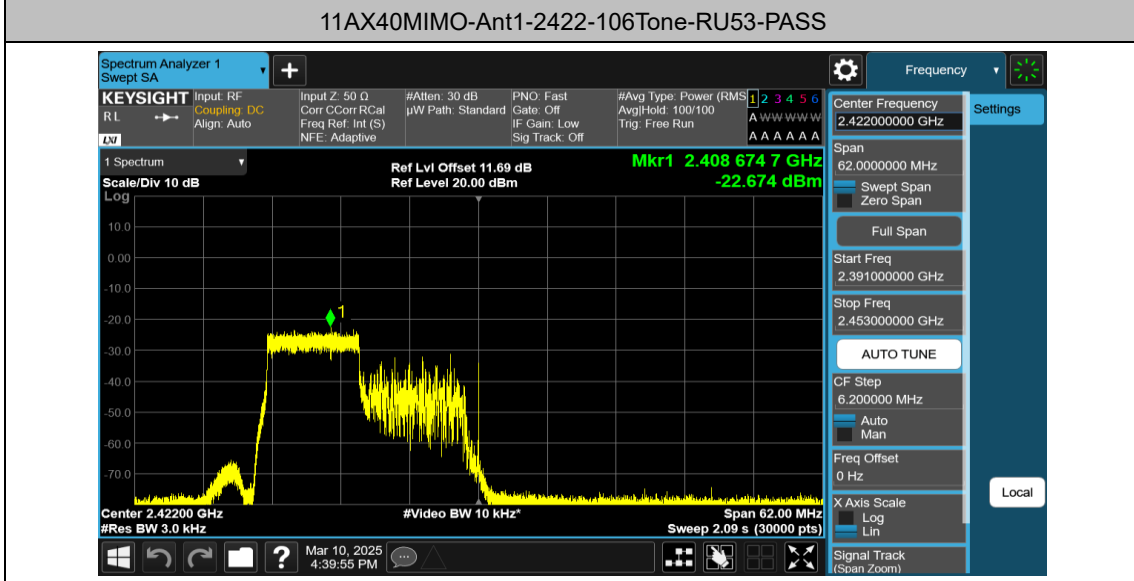 11AX40MIMO-Ant1-2422-106Tone-RU53-PASS
Spectrum Analyzer 1
Swept SA
Frequency
KEYSIGHT
RL
LXI
Input: RF
Coupling: DC
Align: Auto
Input Z: 50 Ω
Corr CCorr RCal
Freq Ref: Int (S)
NFE: Adaptive
#Atten: 30 dB
µW Path: Standard
PNO: Fast
Gate: Off
IF Gain: Low
Sig Track: Off
#Avg Type: Power (RMS
Avg|Hold: 100/100
Trig: Free Run
1 2 3 4 5 6
A W W W W W
A A A A A A
1 Spectrum
Scale/Div 10 dB
Log
Ref Lvl Offset 11.69 dB
Ref Level 20.00 dBm
Mkr1 2.408 674 7 GHz
-22.674 dBm
10.0
0.00
-10.0
-20.0
-30.0
-40.0
-50.0
-60.0
-70.0
1
Center 2.42200 GHz
#Res BW 3.0 kHz
#Video BW 10 kHz*
Span 62.00 MHz
Sweep 2.09 s (30000 pts)
Mar 10, 2025
4:39:55 PM
Center Frequency
2.422000000 GHz
Span
62.0000000 MHz
Swept Span
Zero Span
Full Span
Start Freq
2.391000000 GHz
Stop Freq
2.453000000 GHz
AUTO TUNE
CF Step
6.200000 MHz
Auto
Man
Freq Offset
0 Hz
X Axis Scale
Log
Lin
Signal Track
(Span Zoom)
Settings
Local